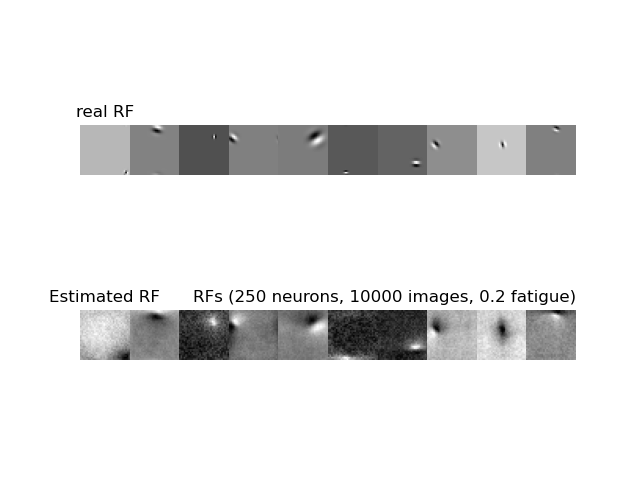 real RF
Estimated RF
RFs (250 neurons, 10000 images, 0.2 fatigue)